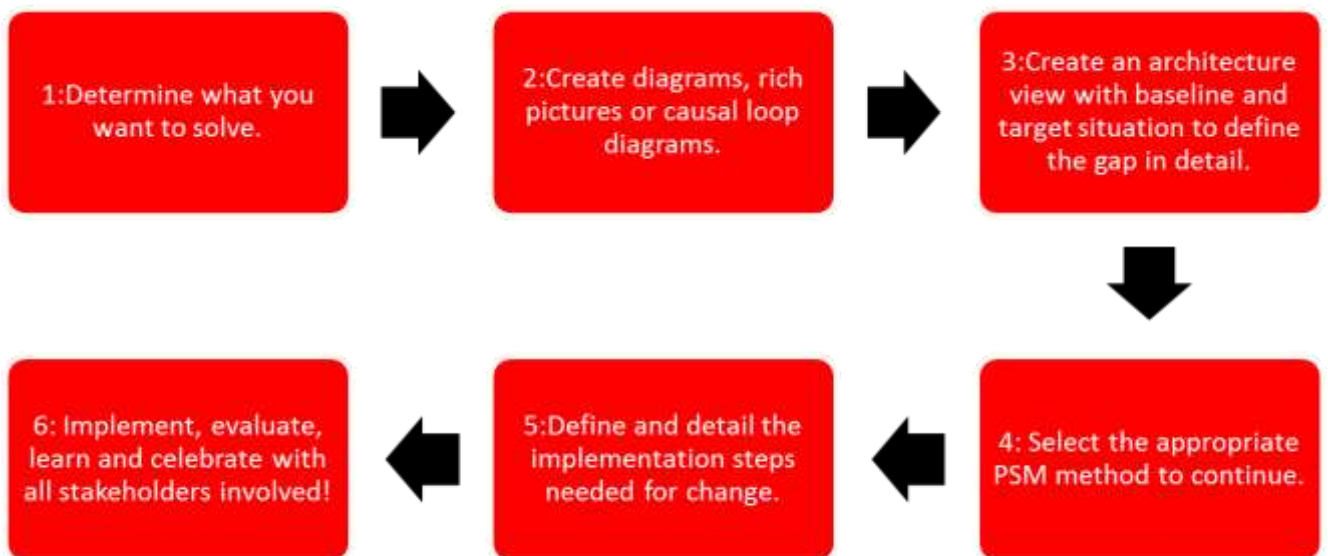 1:Determine what you
want to solve.
2:Create diagrams, rich
pictures or causal loop
diagrams.
3:Create an architecture
view with baseline and
target situation to define
the gap in detail.
4: Select the appropriate
PSM method to continue.
5:Define and detail the
implementation steps
needed for change.
6: Implement, evaluate,
learn and celebrate with
all stakeholders involved!